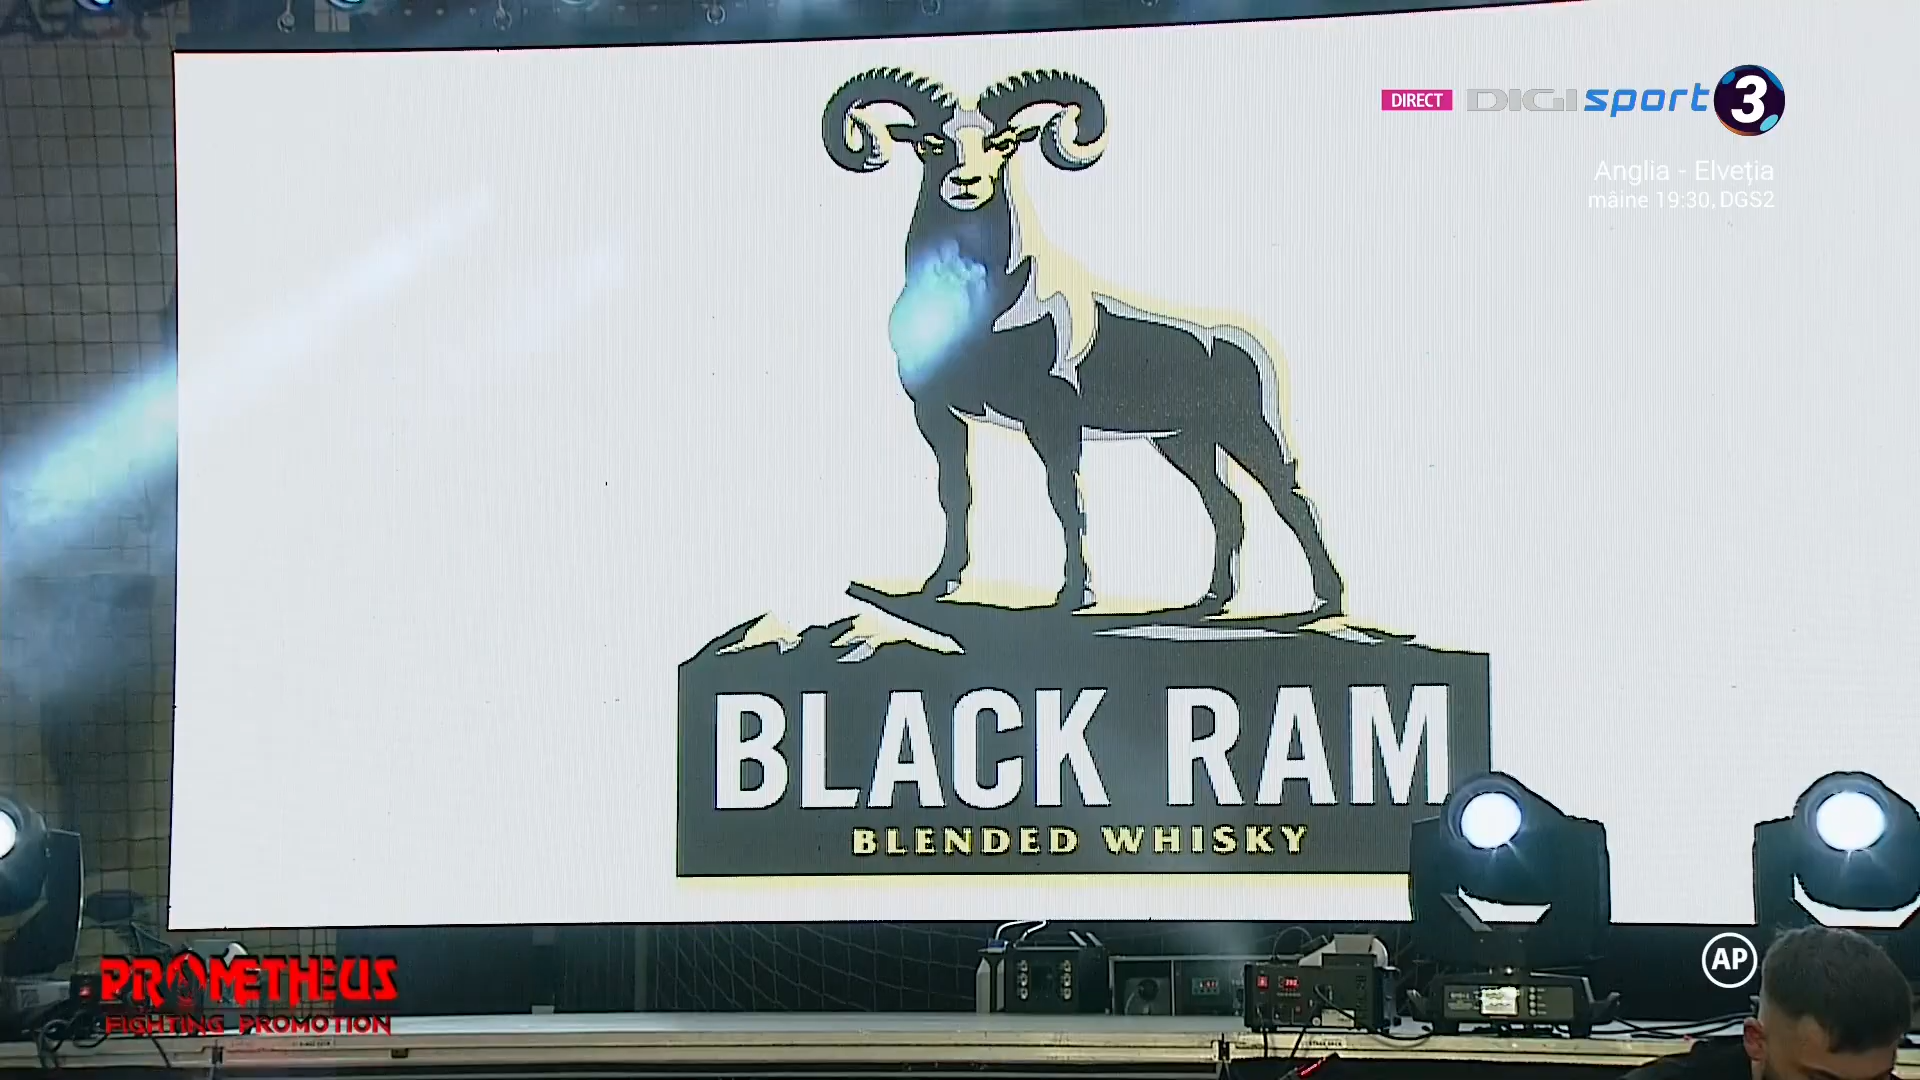 DIRECT DIGI sport 3
Anglia - Elveția
mâine 19:30, DGS2
BLACK RAM
BLENDED WHISKY
AP
PROMETHEUS
FIGHTING PROMOTION